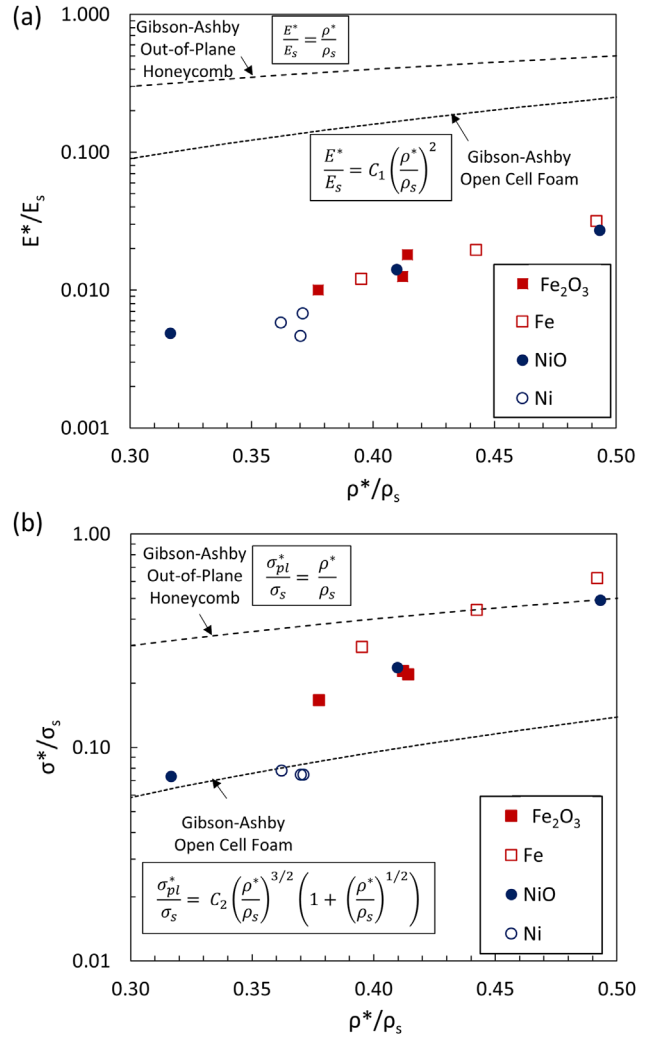 (a)
1.000
0.100
0.010
0.001
E*/Eₛ
Gibson-Ashby
Out-of-Plane
Honeycomb
E*/Eₛ = ρ*/ρₛ
Gibson-Ashby
Open Cell Foam
E*/Eₛ = C₁(ρ*/ρₛ)²
Fe₂O₃
Fe
NiO
Ni
0.30 0.35 0.40 0.45 0.50
ρ*/ρₛ
(b)
1.00
0.10
0.01
σ*/σₛ
Gibson-Ashby
Out-of-Plane
Honeycomb
σ*ₚₗ/σₛ = ρ*/ρₛ
Gibson-Ashby
Open Cell Foam
σ*ₚₗ/σₛ = C₂(ρ*/ρₛ)^3/2 (1 + (ρ*/ρₛ)^1/2)
Fe₂O₃
Fe
NiO
Ni
0.30 0.35 0.40 0.45 0.50
ρ*/ρₛ